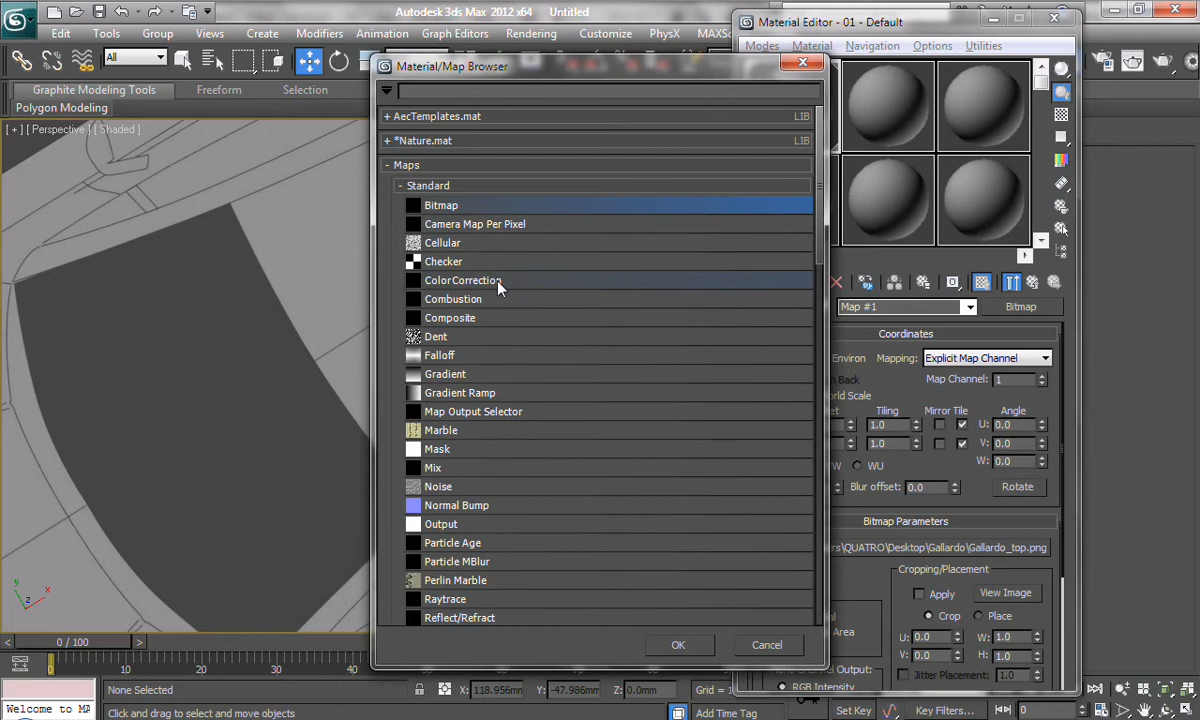 Autodesk 3ds Max 2012 x64 Untitled
Material Editor - 01 - Default
Edit Tools Group Views Create Modifiers Animation Graph Editors Rendering Customize PhysX MAXSc
Modes Material Navigation Options Utilities
All
Material/Map Browser
Graphite Modeling Tools Freeform Selection
Polygon Modeling
[ + ] [ Perspective ] [ Shaded ]
+ AecTemplates.mat LIB
+ *Nature.mat LIB
- Maps
- Standard
Bitmap
Camera Map Per Pixel
Cellular
Checker
ColorCorrection
Combustion
Composite
Dent
Falloff
Gradient
Gradient Ramp
Map Output Selector
Marble
Mask
Mix
Noise
Normal Bump
Output
Particle Age
Particle MBlur
Perlin Marble
Raytrace
Reflect/Refract
OK Cancel
Map #1 Bitmap
Coordinates
Environ Mapping: Explicit Map Channel
Back Map Channel: 1
Scale
Tiling Mirror Tile Angle
1.0 U: 0.0
1.0 V: 0.0
W: 0.0
WU
Blur offset: 0.0 Rotate
Bitmap Parameters
QUATRO\Desktop\Gallardo\Gallardo_top.png
Cropping/Placement
Apply View Image
Crop Place
Area
U: 0.0 W: 1.0
V: 0.0 H: 1.0
Jitter Placement: 1.0
Output:
RGB Intensity
z y x
0 / 100
0 10 20 30 40
None Selected X: 118.956mm Y: -47.986mm Z: 0.0mm Grid = 1
Welcome to MA Click and drag to select and move objects Add Time Tag Set Key Key Filters... 0